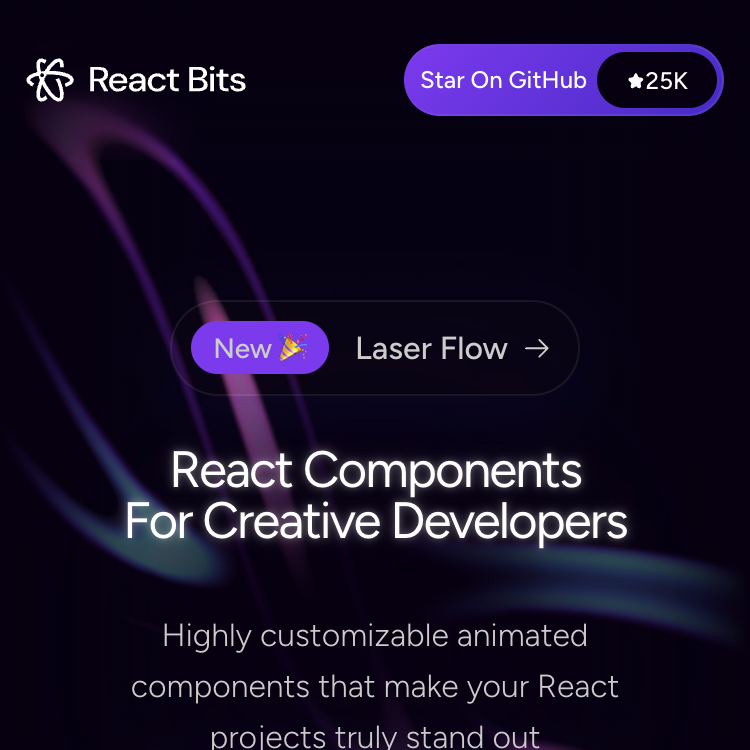 React Bits
Star On GitHub ★25K
New 🎉 Laser Flow →
React Components
For Creative Developers
Highly customizable animated
components that make your React
projects truly stand out